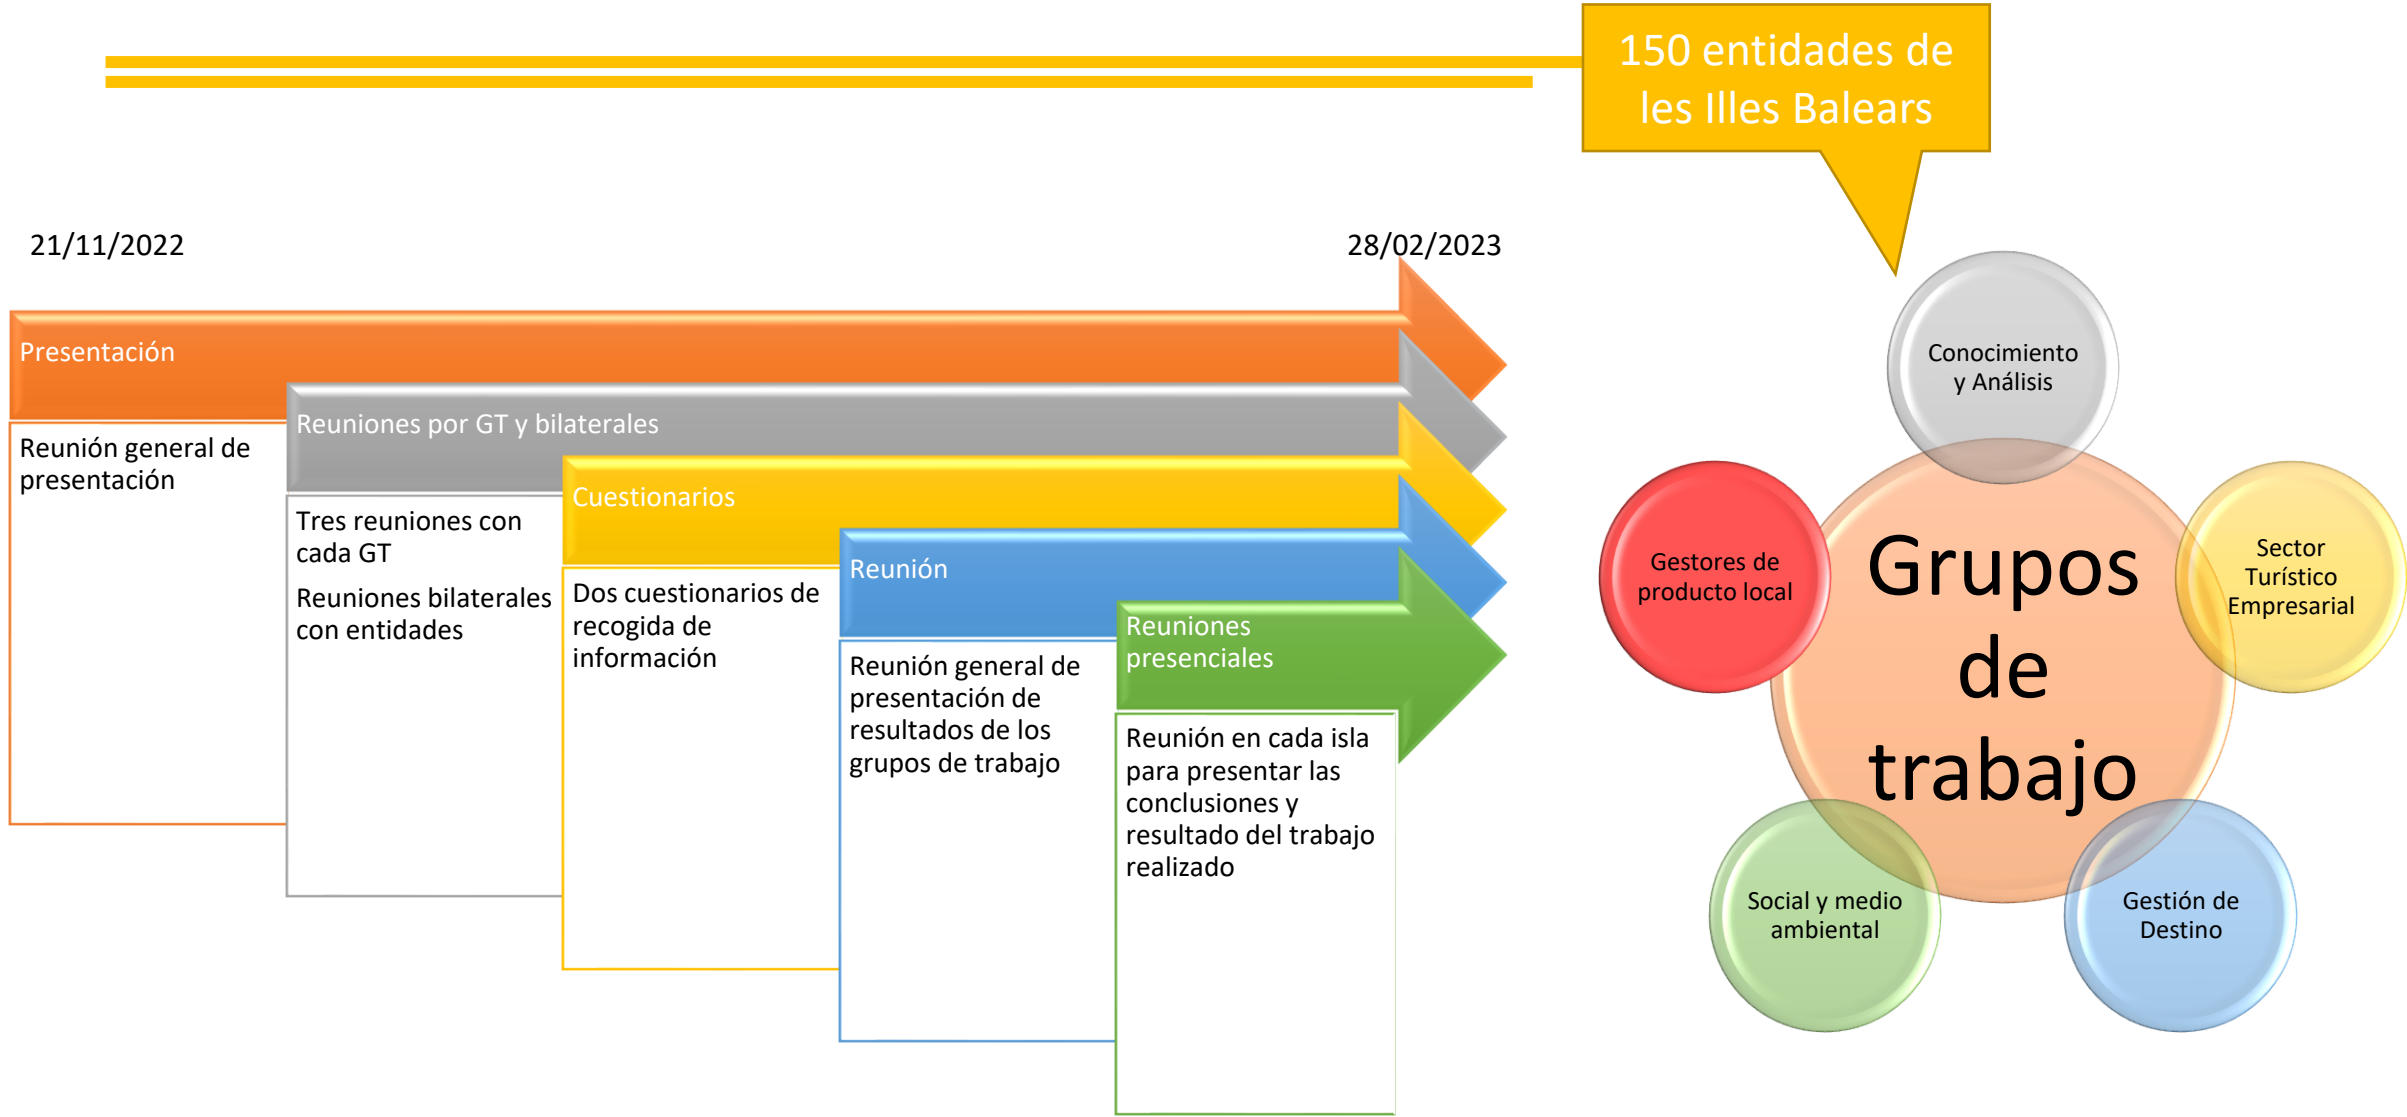 150 entidades de
les Illes Balears
21/11/2022
28/02/2023
Presentación
Reunión general de
presentación
Reuniones por GT y bilaterales
Tres reuniones con
cada GT
Reuniones bilaterales
con entidades
Cuestionarios
Dos cuestionarios de
recogida de
información
Reunión
Reunión general de
presentación de
resultados de los
grupos de trabajo
Reuniones
presenciales
Reunión en cada isla
para presentar las
conclusiones y
resultado del trabajo
realizado
Grupos
de
trabajo
Conocimiento
y Análisis
Sector
Turístico
Empresarial
Gestión de
Destino
Social y medio
ambiental
Gestores de
producto local